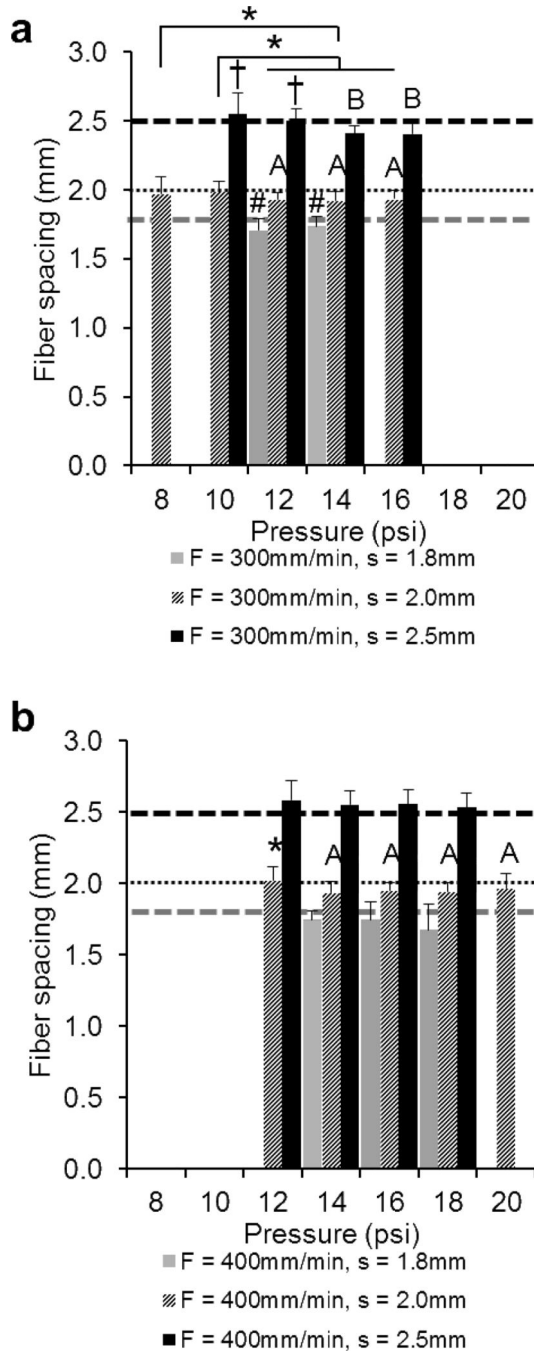 a
*
*
3.0 † † B B
2.5
2.0 A A A
# #
1.5
1.0
0.5
0.0
Fiber spacing (mm)
8 10 12 14 16 18 20
Pressure (psi)
F = 300mm/min, s = 1.8mm
F = 300mm/min, s = 2.0mm
F = 300mm/min, s = 2.5mm
b
3.0
2.5
* A A A A
2.0
1.5
1.0
0.5
0.0
Fiber spacing (mm)
8 10 12 14 16 18 20
Pressure (psi)
F = 400mm/min, s = 1.8mm
F = 400mm/min, s = 2.0mm
F = 400mm/min, s = 2.5mm